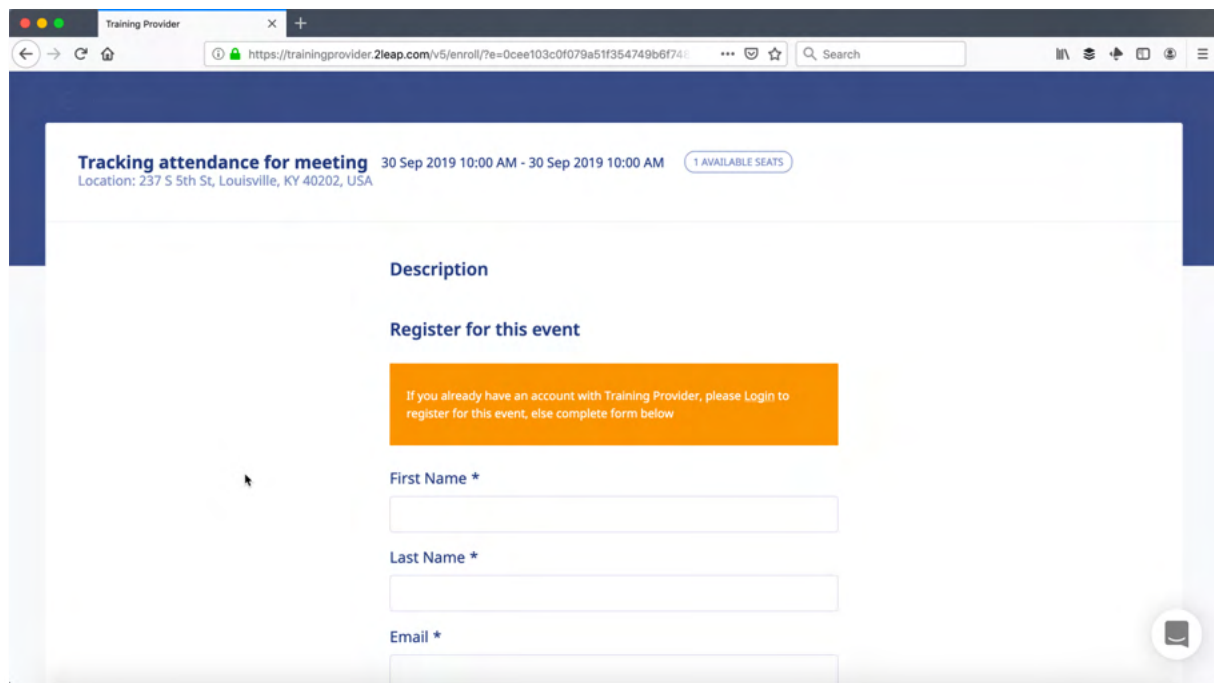 Training Provider
https://trainingprovider.2leap.com/v5/enroll/?e=0cee103c0f079a51f354749b6f748
Search
Tracking attendance for meeting 30 Sep 2019 10:00 AM - 30 Sep 2019 10:00 AM 1 AVAILABLE SEATS
Location: 237 S 5th St, Louisville, KY 40202, USA
Description
Register for this event
If you already have an account with Training Provider, please Login to
register for this event, else complete form below
First Name *
Last Name *
Email *